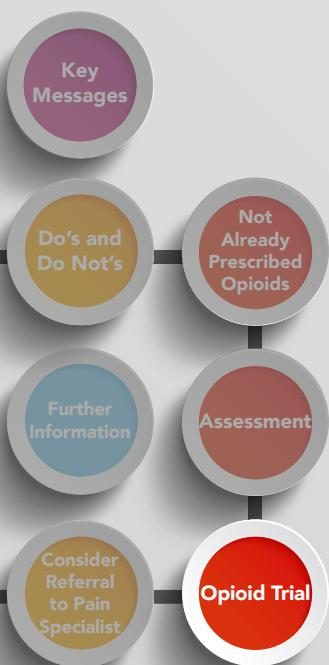 Key
Messages
Do's and
Do Not's
Not
Already
Prescribed
Opioids
Further
Information
Assessment
Consider
Referral
to Pain
Specialist
Opioid Trial